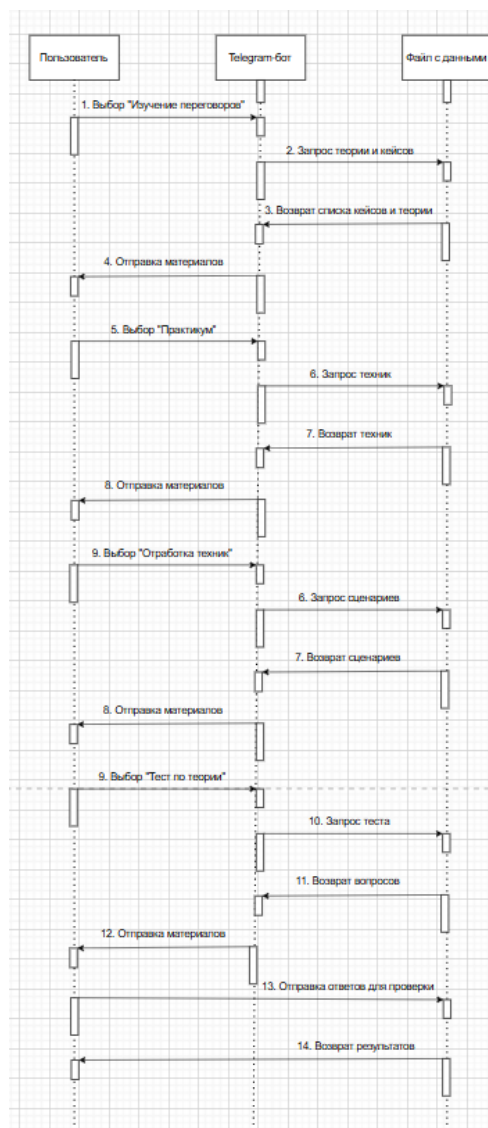 Пользователь
Telegram-бот
Файл с данными
1. Выбор "Изучение переговоров"
2. Запрос теории и кейсов
3. Возврат списка кейсов и теории
4. Отправка материалов
5. Выбор "Практикум"
6. Запрос техник
7. Возврат техник
8. Отправка материалов
9. Выбор "Отработка техник"
6. Запрос сценариев
7. Возврат сценариев
8. Отправка материалов
9. Выбор "Тест по теории"
10. Запрос теста
11. Возврат вопросов
12. Отправка материалов
13. Отправка ответов для проверки
14. Возврат результатов